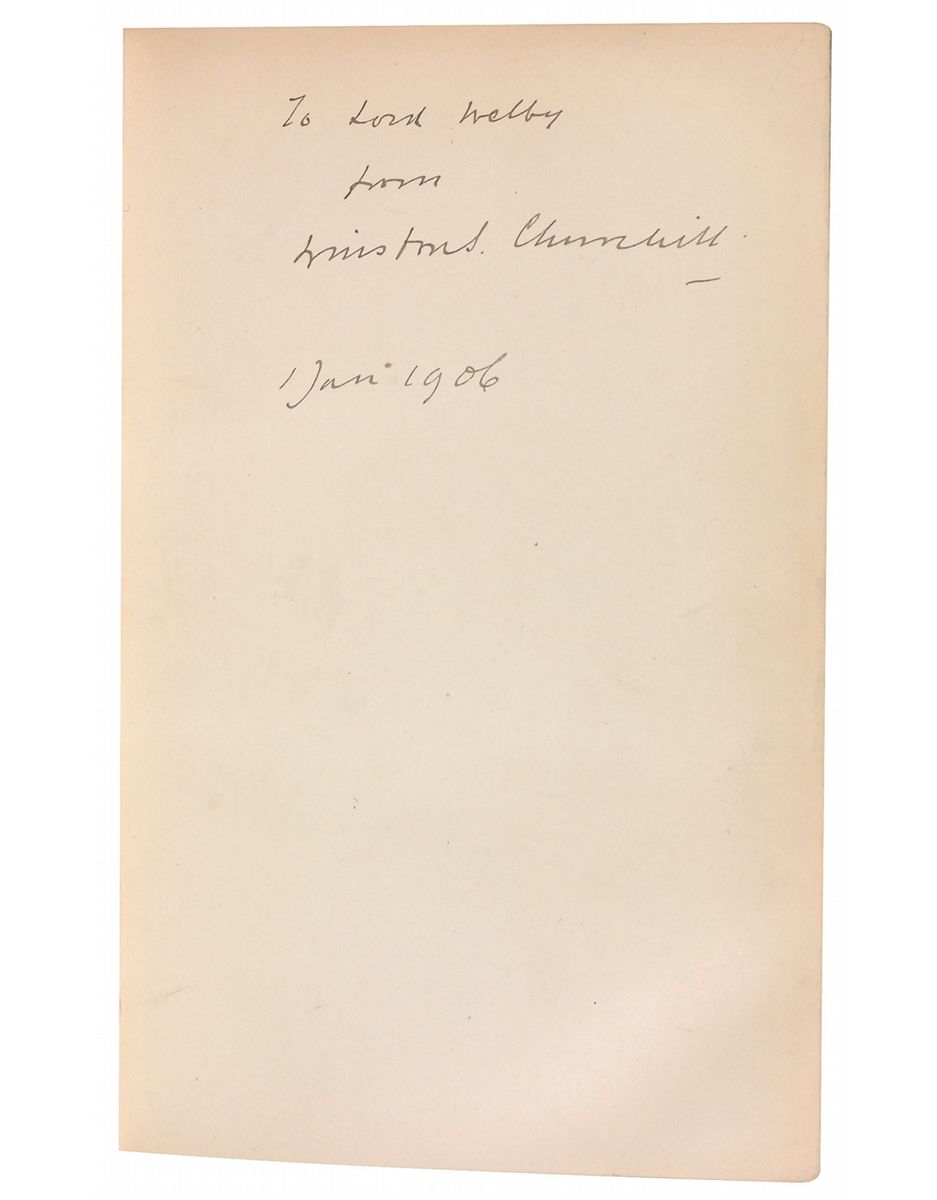 To Lord Welby
from
Winston S. Churchill.
1 Jan 1906